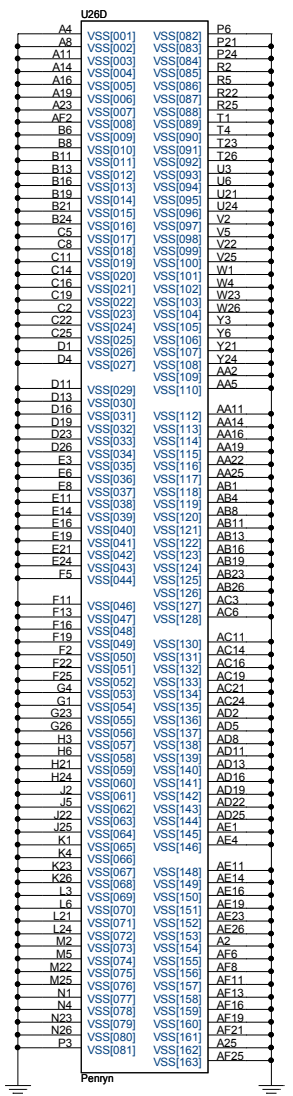 U26D
A4 VSS[001] VSS[082] P6
A8 VSS[002] VSS[083] P21
A11 VSS[003] VSS[084] P24
A14 VSS[004] VSS[085] R2
A16 VSS[005] VSS[086] R5
A19 VSS[006] VSS[087] R22
A23 VSS[007] VSS[088] R25
AF2 VSS[008] VSS[089] T1
B6 VSS[009] VSS[090] T4
B8 VSS[010] VSS[091] T23
B11 VSS[011] VSS[092] T26
B13 VSS[012] VSS[093] U3
B16 VSS[013] VSS[094] U6
B19 VSS[014] VSS[095] U21
B21 VSS[015] VSS[096] U24
B24 VSS[016] VSS[097] V2
C5 VSS[017] VSS[098] V5
C8 VSS[018] VSS[099] V22
C11 VSS[019] VSS[100] V25
C14 VSS[020] VSS[101] W1
C16 VSS[021] VSS[102] W4
C19 VSS[022] VSS[103] W23
C2 VSS[023] VSS[104] W26
C22 VSS[024] VSS[105] Y3
C25 VSS[025] VSS[106] Y6
D1 VSS[026] VSS[107] Y21
D4 VSS[027] VSS[108] Y24
VSS[109] AA2
D11 VSS[029] VSS[110] AA5
D13 VSS[030]
D16 VSS[031] VSS[112] AA11
D19 VSS[032] VSS[113] AA14
D23 VSS[033] VSS[114] AA16
D26 VSS[034] VSS[115] AA19
E3 VSS[035] VSS[116] AA22
E6 VSS[036] VSS[117] AA25
E8 VSS[037] VSS[118] AB1
E11 VSS[038] VSS[119] AB4
E14 VSS[039] VSS[120] AB8
E16 VSS[040] VSS[121] AB11
E19 VSS[041] VSS[122] AB13
E21 VSS[042] VSS[123] AB16
E24 VSS[043] VSS[124] AB19
F5 VSS[044] VSS[125] AB23
VSS[126] AB26
F11 VSS[046] VSS[127] AC3
F13 VSS[047] VSS[128] AC6
F16 VSS[048]
F19 VSS[049] VSS[130] AC11
F2 VSS[050] VSS[131] AC14
F22 VSS[051] VSS[132] AC16
F25 VSS[052] VSS[133] AC19
G4 VSS[053] VSS[134] AC21
G1 VSS[054] VSS[135] AC24
G23 VSS[055] VSS[136] AD2
G26 VSS[056] VSS[137] AD5
H3 VSS[057] VSS[138] AD8
H6 VSS[058] VSS[139] AD11
H21 VSS[059] VSS[140] AD13
H24 VSS[060] VSS[141] AD16
J2 VSS[061] VSS[142] AD19
J5 VSS[062] VSS[143] AD22
J22 VSS[063] VSS[144] AD25
J25 VSS[064] VSS[145] AE1
K1 VSS[065] VSS[146] AE4
K4 VSS[066]
K23 VSS[067] VSS[148] AE11
K26 VSS[068] VSS[149] AE14
L3 VSS[069] VSS[150] AE16
L6 VSS[070] VSS[151] AE19
L21 VSS[071] VSS[152] AE23
L24 VSS[072] VSS[153] AE26
M2 VSS[073] VSS[154] A2
M5 VSS[074] VSS[155] AF6
M22 VSS[075] VSS[156] AF8
M25 VSS[076] VSS[157] AF11
N1 VSS[077] VSS[158] AF13
N4 VSS[078] VSS[159] AF16
N23 VSS[079] VSS[160] AF19
N26 VSS[080] VSS[161] AF21
P3 VSS[081] VSS[162] A25
VSS[163] AF25
Penryn